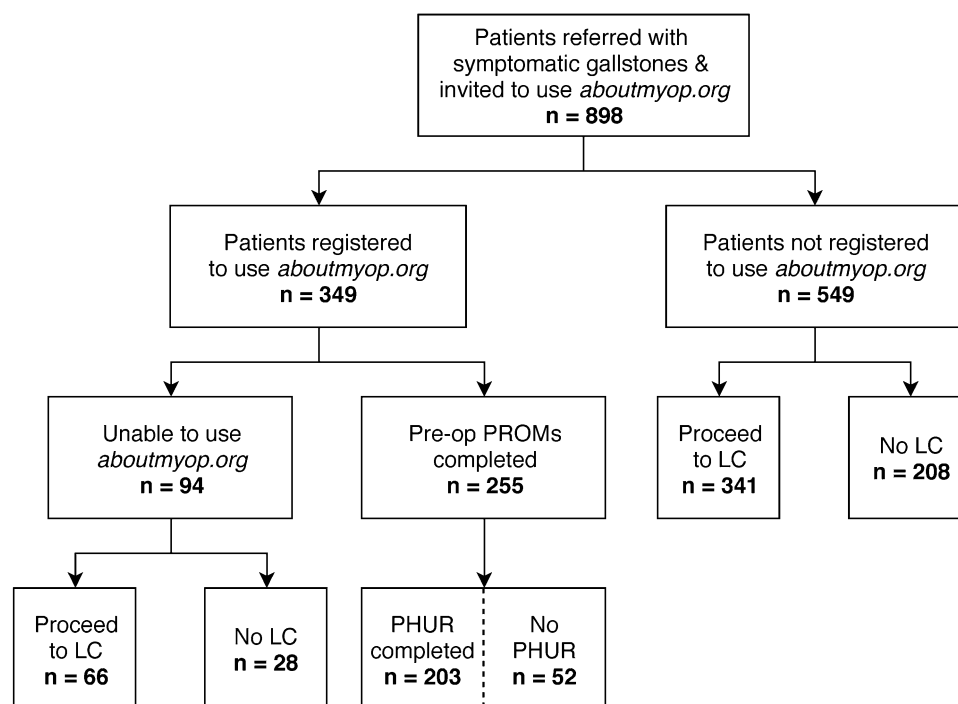 Patients referred with
symptomatic gallstones &
invited to use aboutmyop.org
n = 898
Patients registered
to use aboutmyop.org
n = 349
Patients not registered
to use aboutmyop.org
n = 549
Unable to use
aboutmyop.org
n = 94
Pre-op PROMs
completed
n = 255
Proceed
to LC
n = 341
No LC
n = 208
Proceed
to LC
n = 66
No LC
n = 28
PHUR
completed
n = 203
No
PHUR
n = 52